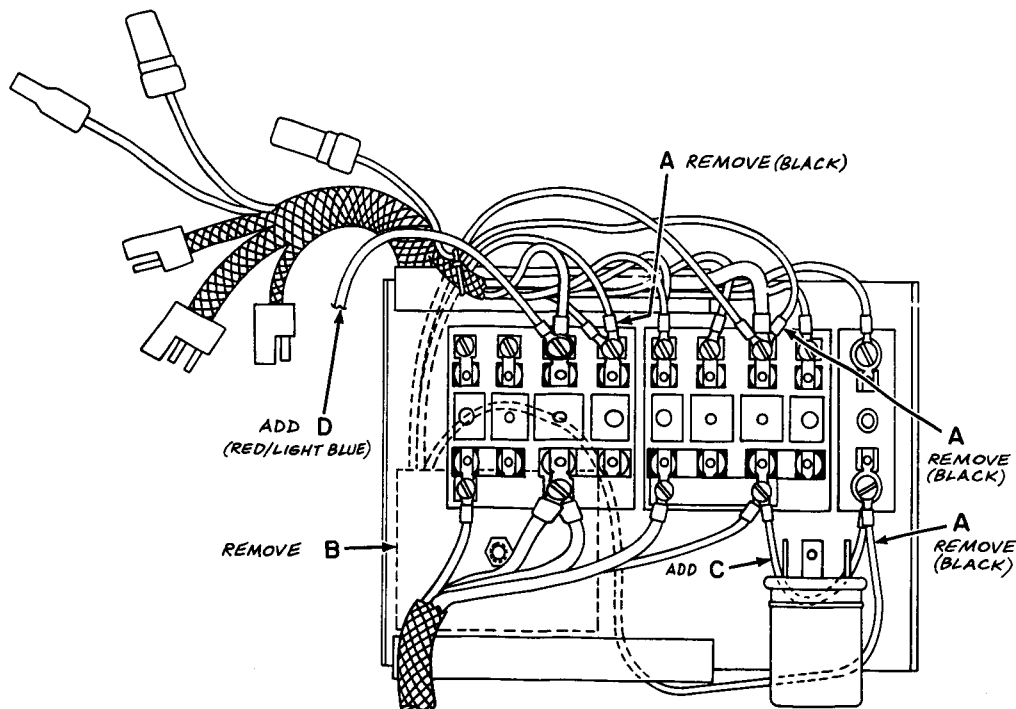 A REMOVE (BLACK)
ADD D
(RED/LIGHT BLUE)
A
REMOVE
(BLACK)
REMOVE B
ADD C
A
REMOVE
(BLACK)